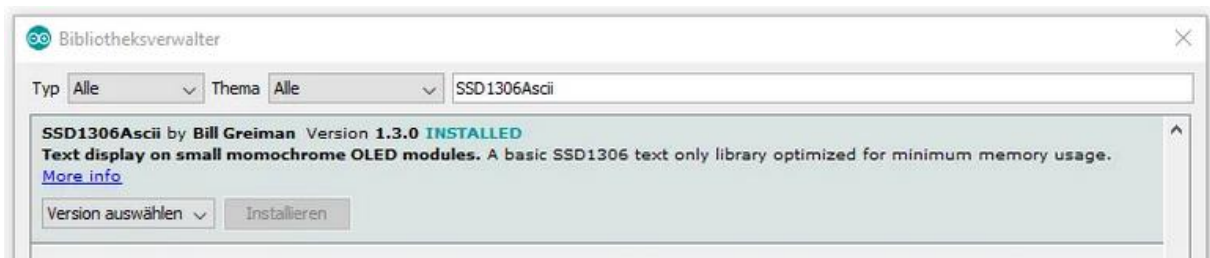 Bibliotheksverwalter
Typ Alle Thema Alle SSD1306Ascii
SSD1306Ascii by Bill Greiman Version 1.3.0 INSTALLED
Text display on small momochrome OLED modules. A basic SSD1306 text only library optimized for minimum memory usage.
More info
Version auswählen Installieren